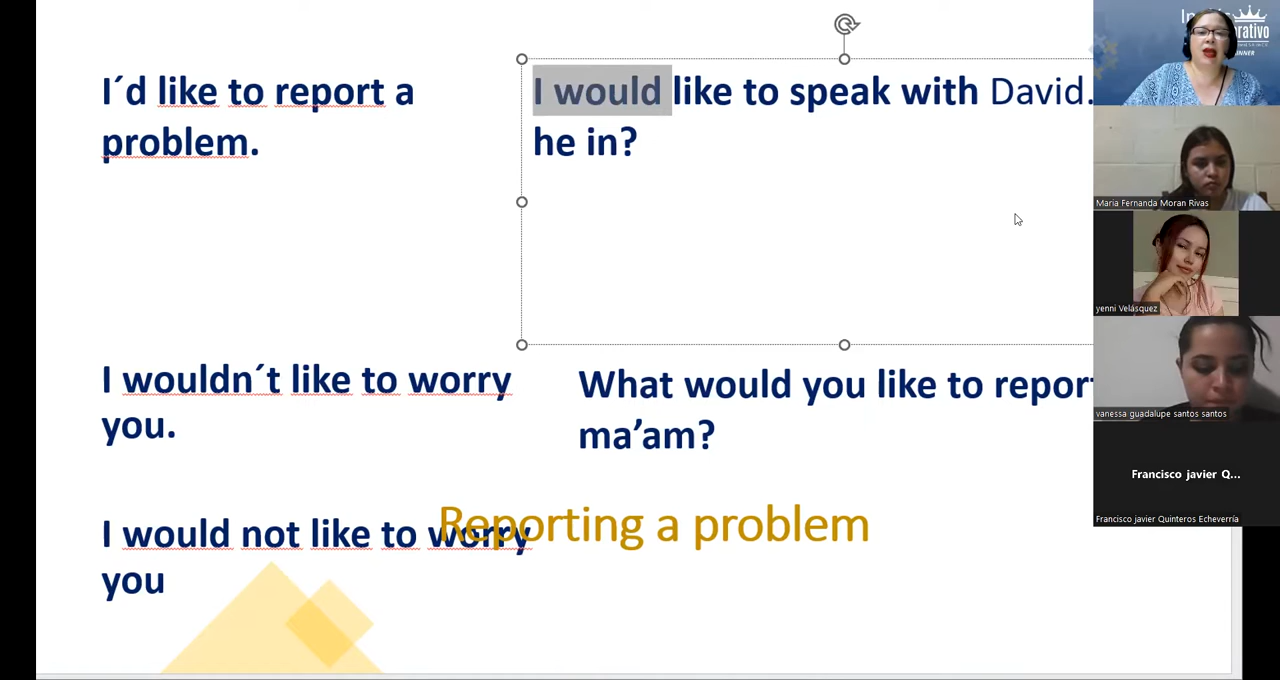 I´d like to report a
problem.
I would like to speak with David.
he in?
I wouldn´t like to worry
you.
What would you like to report
ma’am?
I would not like to worry
you
Reporting a problem
Maria Fernanda Moran Rivas
yenni Velásquez
vanessa guadalupe santos santos
Francisco javier Q...
Francisco javier Quinteros Echeverría